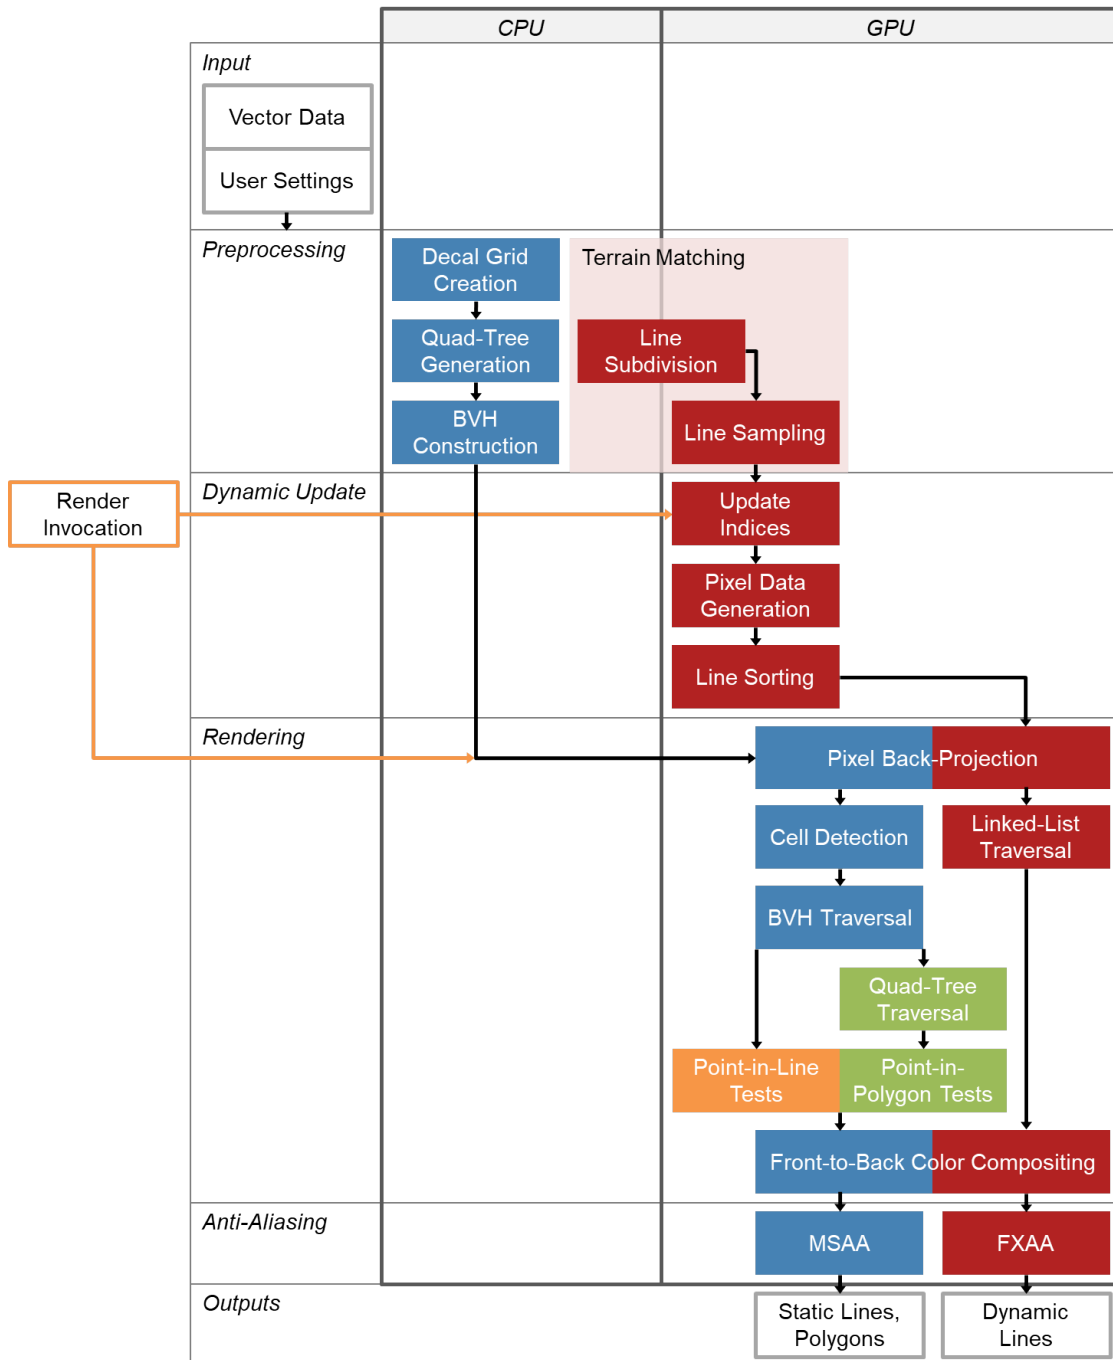 CPU
GPU
Input
Vector Data
User Settings
Preprocessing
Decal Grid
Creation
Terrain Matching
Quad-Tree
Generation
Line
Subdivision
BVH
Construction
Line Sampling
Dynamic Update
Render
Invocation
Update
Indices
Pixel Data
Generation
Line Sorting
Rendering
Pixel Back-Projection
Cell Detection
Linked-List
Traversal
BVH Traversal
Quad-Tree
Traversal
Point-in-Line
Tests
Point-in-
Polygon Tests
Front-to-Back Color Compositing
Anti-Aliasing
MSAA
FXAA
Outputs
Static Lines,
Polygons
Dynamic
Lines